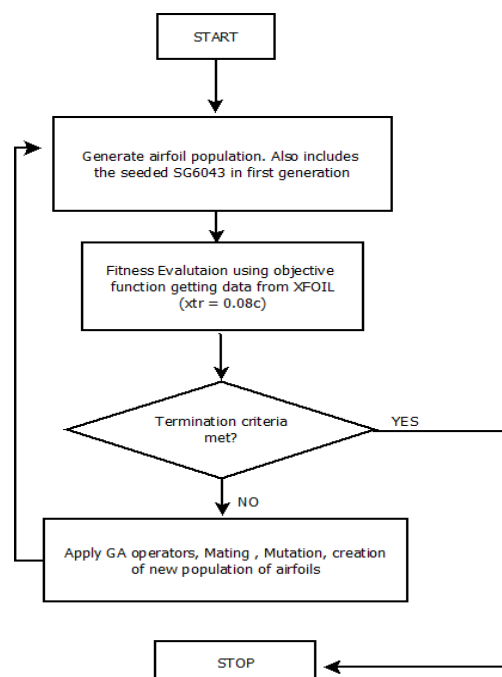 START
Generate airfoil population. Also includes
the seeded SG6043 in first generation
Fitness Evalutaion using objective
function getting data from XFOIL
(xtr = 0.08c)
Termination criteria
met?
YES
NO
Apply GA operators, Mating , Mutation, creation
of new population of airfoils
STOP